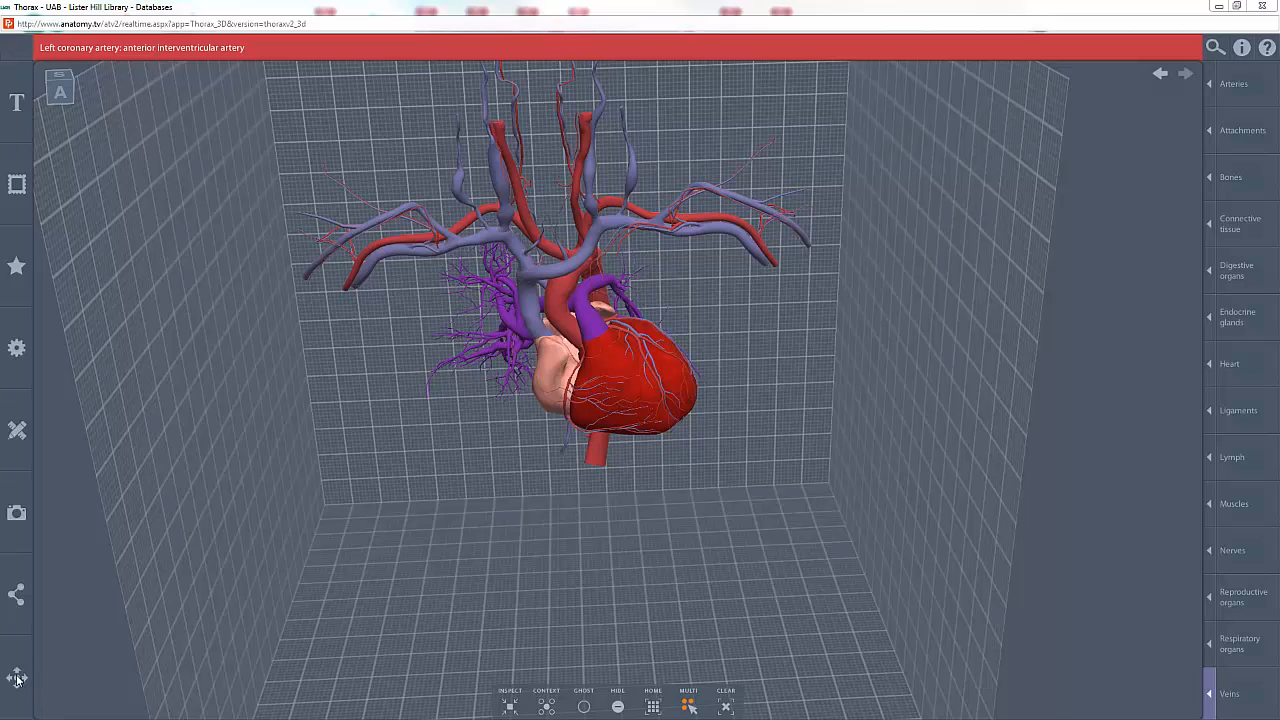 Thorax - UAB - Lister Hill Library - Databases
http://www.anatomy.tv/atv2/realtime.aspx?app=Thorax_3D&version=thoraxv2_3d
Left coronary artery: anterior interventricular artery
S
A
T
Arteries
Attachments
Bones
Connective
tissue
Digestive
organs
Endocrine
glands
Heart
Ligaments
Lymph
Muscles
Nerves
Reproductive
organs
Respiratory
organs
Veins
INSPECT CONTEXT GHOST HIDE HOME MULTI CLEAR